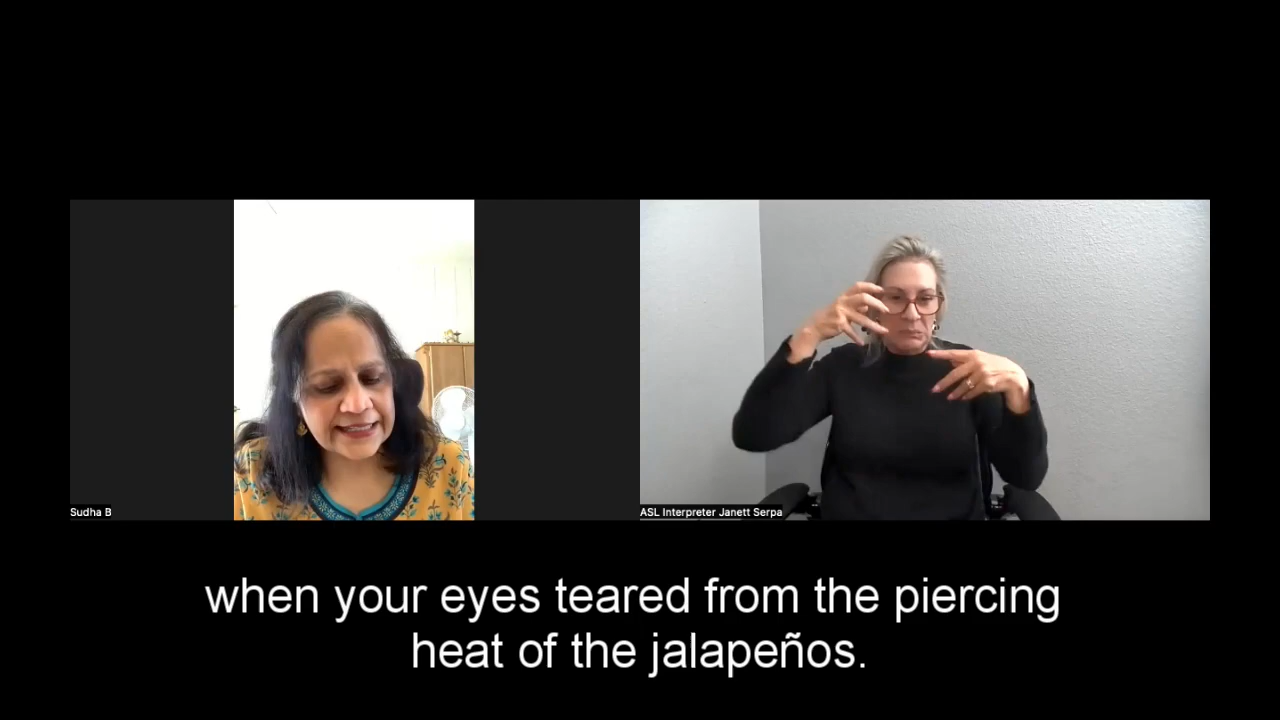 Sudha B
ASL Interpreter Janett Serpa
when your eyes teared from the piercing
heat of the jalapeños.